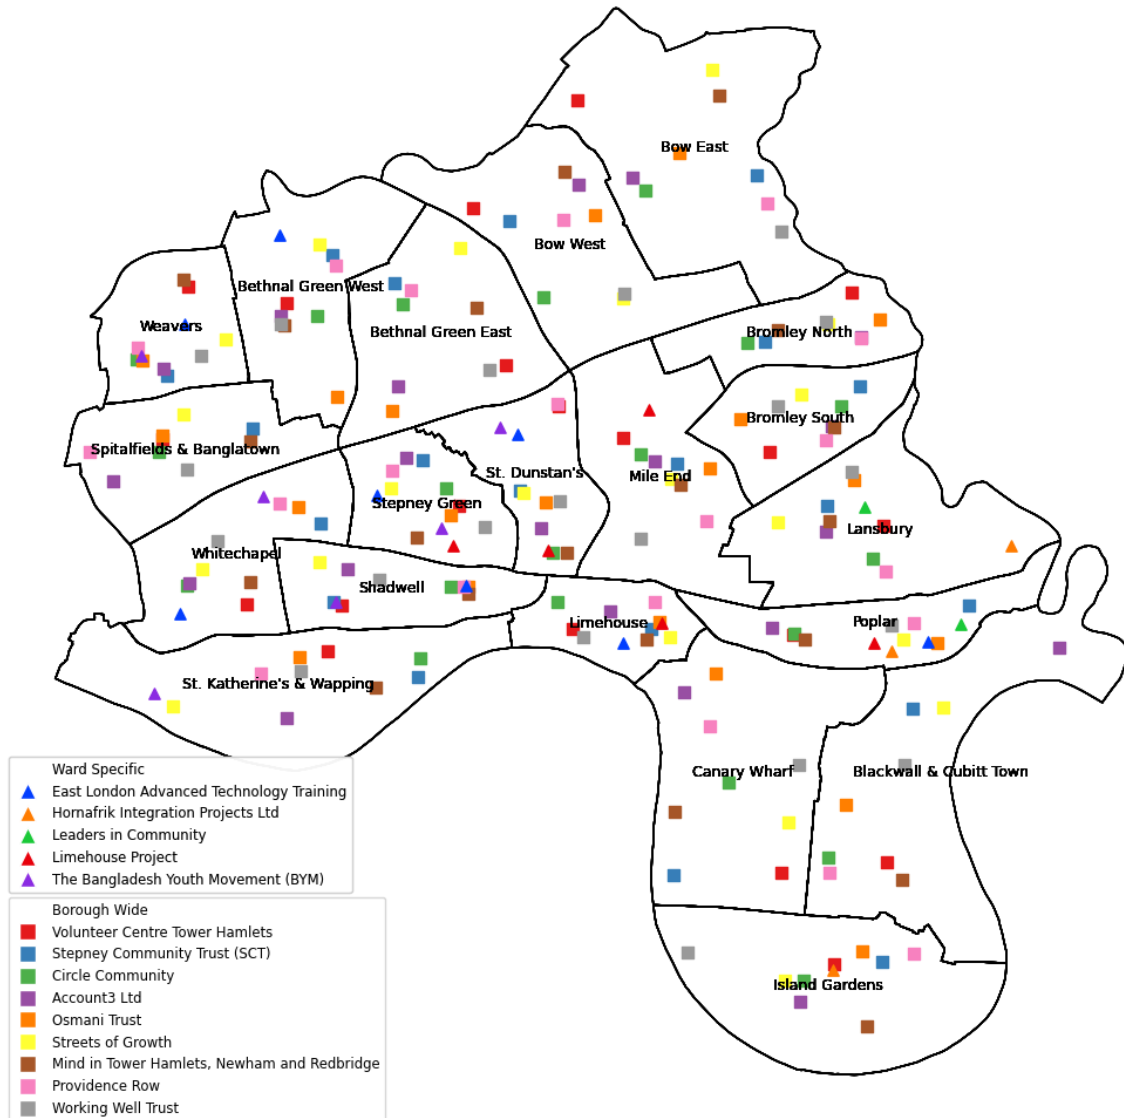 Bow East
Bow West
Bethnal Green West
Weavers
Bethnal Green East
Bromley North
Bromley South
Spitalfields & Banglatown
St. Dunstan's
Mile End
Stepney Green
Lansbury
Whitechapel
Shadwell
Limehouse
Poplar
St. Katherine's & Wapping
Canary Wharf
Blackwall & Cubitt Town
Island Gardens
Ward Specific
East London Advanced Technology Training
Hornafrik Integration Projects Ltd
Leaders in Community
Limehouse Project
The Bangladesh Youth Movement (BYM)
Borough Wide
Volunteer Centre Tower Hamlets
Stepney Community Trust (SCT)
Circle Community
Account3 Ltd
Osmani Trust
Streets of Growth
Mind in Tower Hamlets, Newham and Redbridge
Providence Row
Working Well Trust